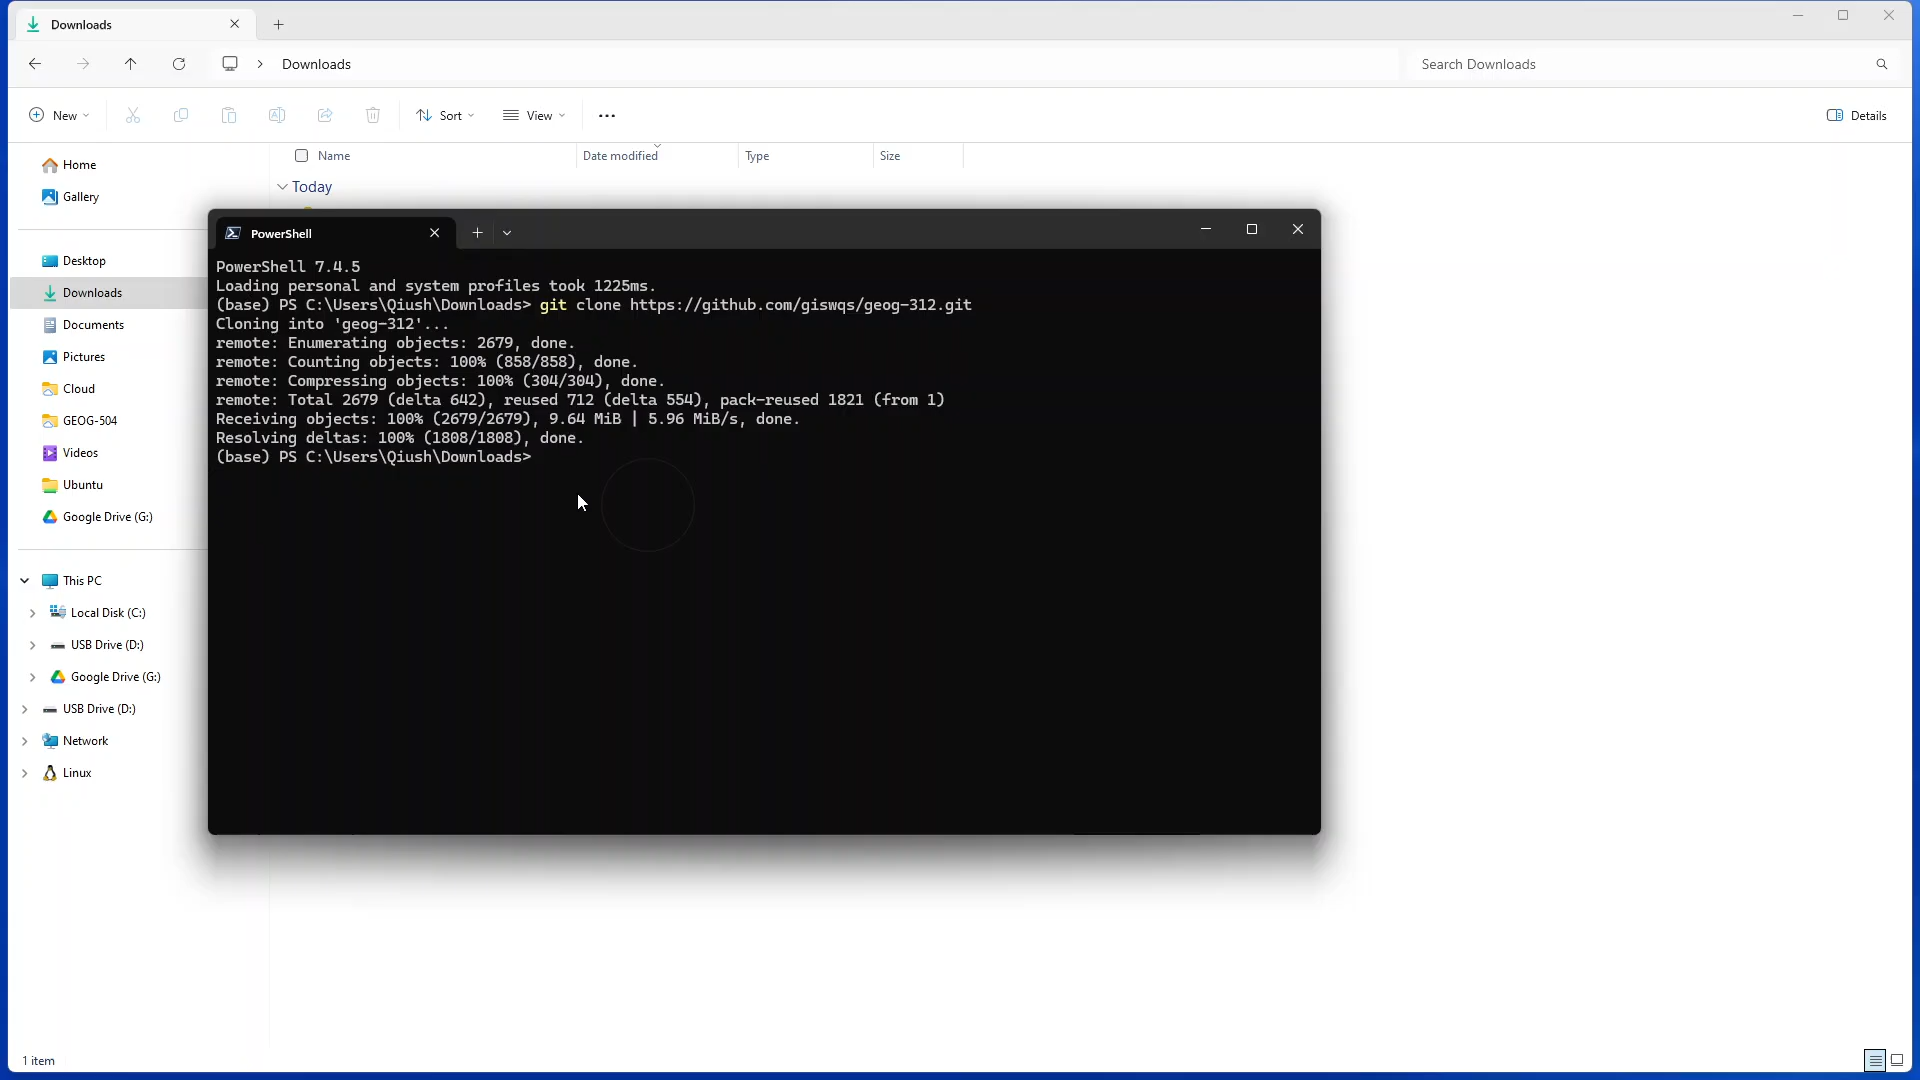 Downloads
Downloads
Search Downloads
New
Sort
View
Details
Name
Date modified
Type
Size
Today
Home
Gallery
Desktop
Downloads
Documents
Pictures
Cloud
GEOG-504
Videos
Ubuntu
Google Drive (G:)
This PC
Local Disk (C:)
USB Drive (D:)
Google Drive (G:)
USB Drive (D:)
Network
Linux
PowerShell
PowerShell 7.4.5
Loading personal and system profiles took 1225ms.
(base) PS C:\Users\Qiush\Downloads> git clone https://github.com/giswqs/geog-312.git
Cloning into 'geog-312'...
remote: Enumerating objects: 2679, done.
remote: Counting objects: 100% (858/858), done.
remote: Compressing objects: 100% (304/304), done.
remote: Total 2679 (delta 642), reused 712 (delta 554), pack-reused 1821 (from 1)
Receiving objects: 100% (2679/2679), 9.64 MiB | 5.96 MiB/s, done.
Resolving deltas: 100% (1808/1808), done.
(base) PS C:\Users\Qiush\Downloads>
1 item